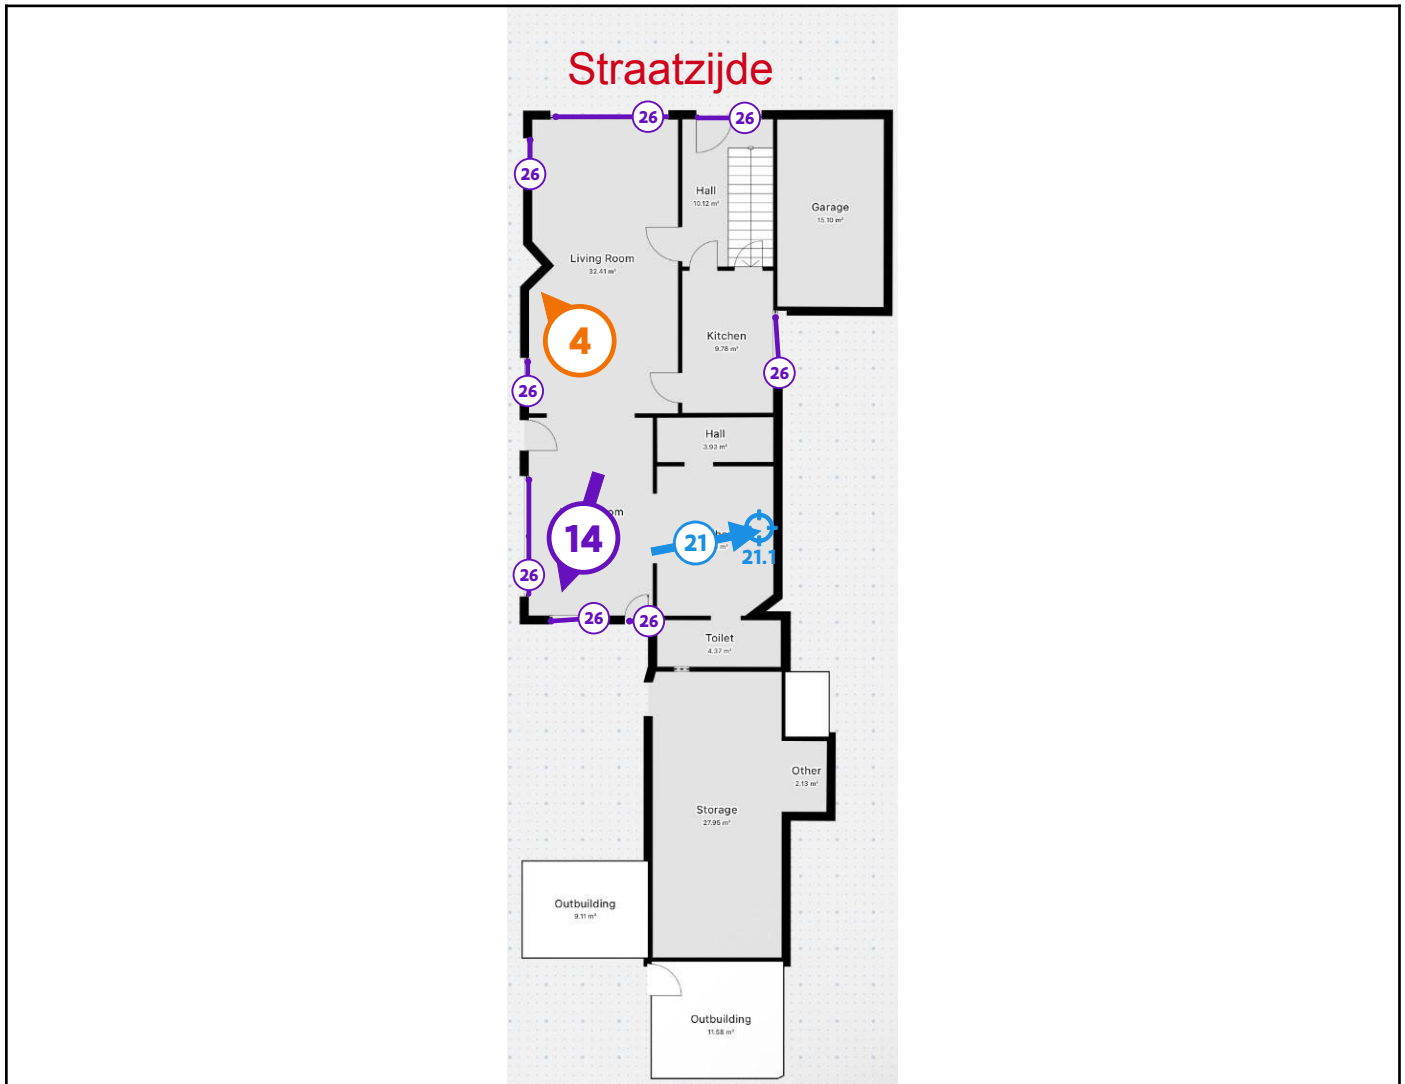 Straatzijde
26
26
26
Hall
10.12 m²
Garage
15.10 m²
Living Room
32.41 m²
4
Kitchen
9.78 m²
26
26
Hall
3.93 m²
14
21
21.1
26
26
26
Toilet
4.37 m²
Other
2.13 m²
Storage
27.95 m²
Outbuilding
9.11 m²
Outbuilding
11.58 m²